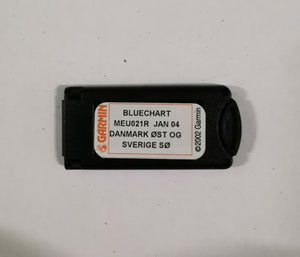 GARMIN
BLUECHART
MEU021R JAN 04
DANMARK ØST OG
SVERIGE SØ
©2002 Garmin